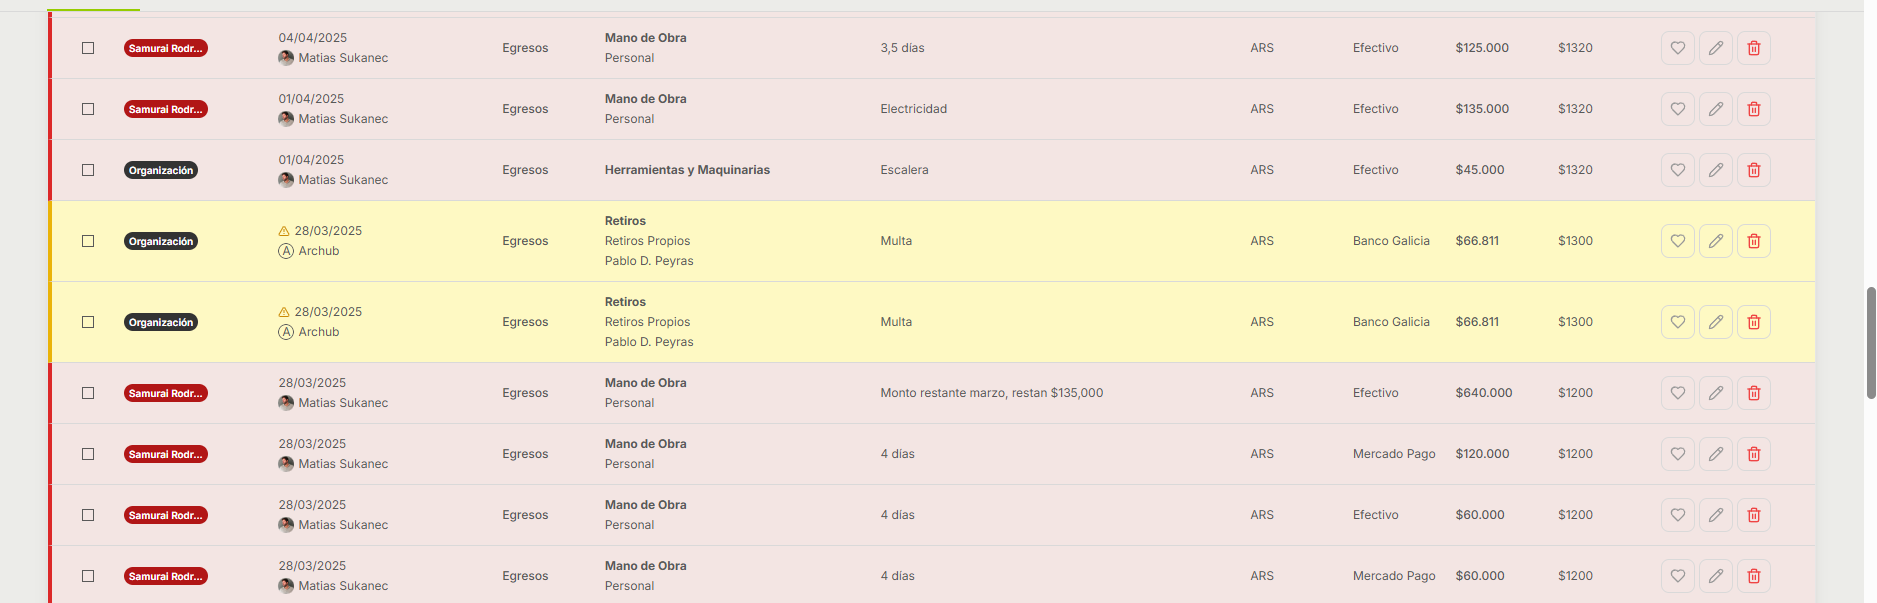 Samurai Rodr... 04/04/2025 Matias Sukanec Egresos Mano de Obra Personal 3,5 días ARS Efectivo $125.000 $1320
Samurai Rodr... 01/04/2025 Matias Sukanec Egresos Mano de Obra Personal Electricidad ARS Efectivo $135.000 $1320
Organización 01/04/2025 Matias Sukanec Egresos Herramientas y Maquinarias Escalera ARS Efectivo $45.000 $1320
Organización 28/03/2025 A Archub Egresos Retiros Retiros Propios Pablo D. Peyras Multa ARS Banco Galicia $66.811 $1300
Organización 28/03/2025 A Archub Egresos Retiros Retiros Propios Pablo D. Peyras Multa ARS Banco Galicia $66.811 $1300
Samurai Rodr... 28/03/2025 Matias Sukanec Egresos Mano de Obra Personal Monto restante marzo, restan $135,000 ARS Efectivo $640.000 $1200
Samurai Rodr... 28/03/2025 Matias Sukanec Egresos Mano de Obra Personal 4 días ARS Mercado Pago $120.000 $1200
Samurai Rodr... 28/03/2025 Matias Sukanec Egresos Mano de Obra Personal 4 días ARS Efectivo $60.000 $1200
Samurai Rodr... 28/03/2025 Matias Sukanec Egresos Mano de Obra Personal 4 días ARS Mercado Pago $60.000 $1200